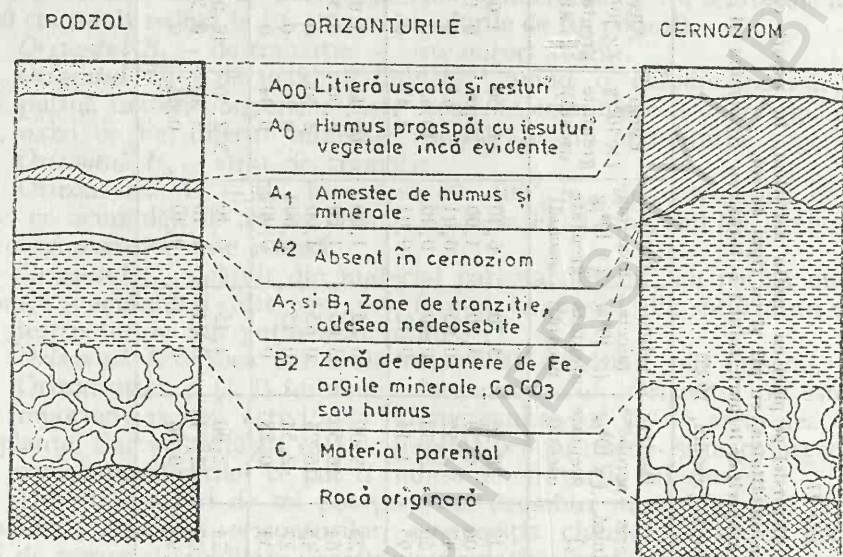 PODZOL
ORIZONTURILE
CERNOZIOM
A00 Litieră uscată și resturi
A0 Humus proaspăt cu țesuturi
vegetale încă evidente
A1 Amestec de humus și
minerale
A2 Absent în cernoziom
A3 si B1 Zone de tranziție,
adesea nedeosebite
B2 Zonă de depunere de Fe,
argile minerale, CaCO3
sau humus
C Material parental
Rocă originară
UNIVERSITY